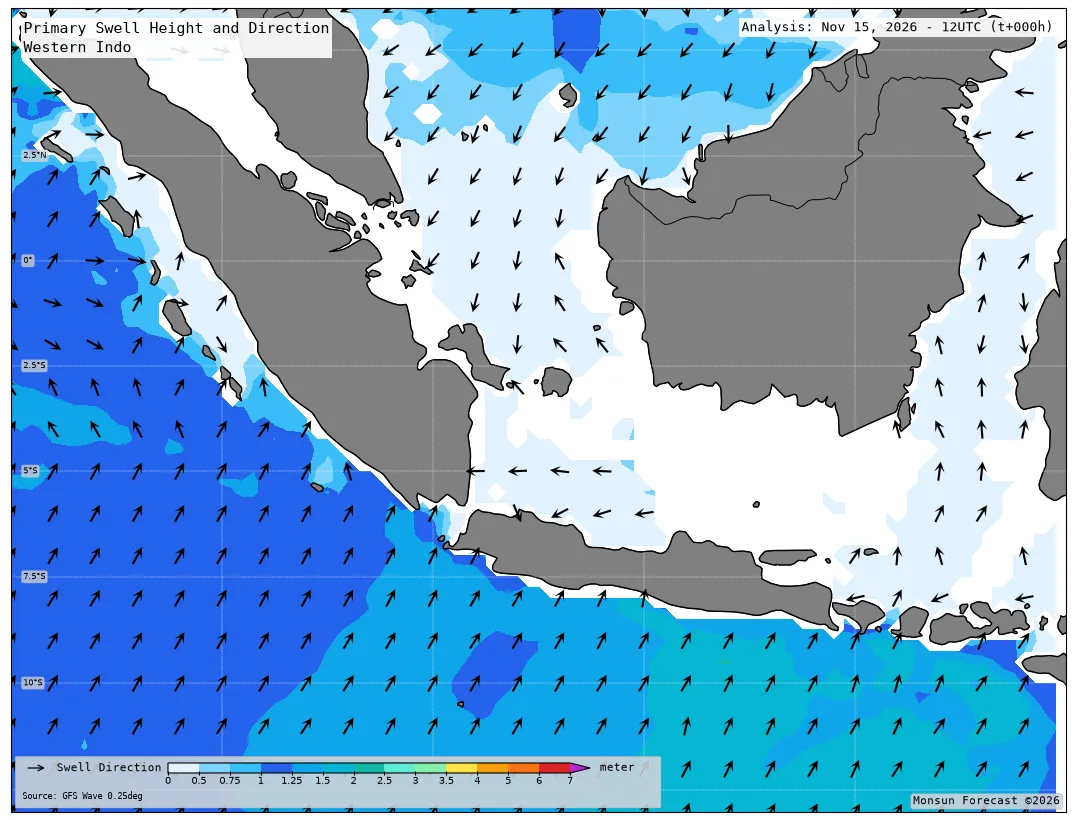 Primary Swell Height and Direction
Western Indo
Analysis: Nov 15, 2026 - 12UTC (t+000h)
2.5°N
0°
2.5°S
5°S
7.5°S
10°S
Swell Direction
0 0.5 0.75 1 1.25 1.5 2 2.5 3 3.5 4 5 6 7
meter
Source: GFS Wave 0.25deg
Monsun Forecast ©2026